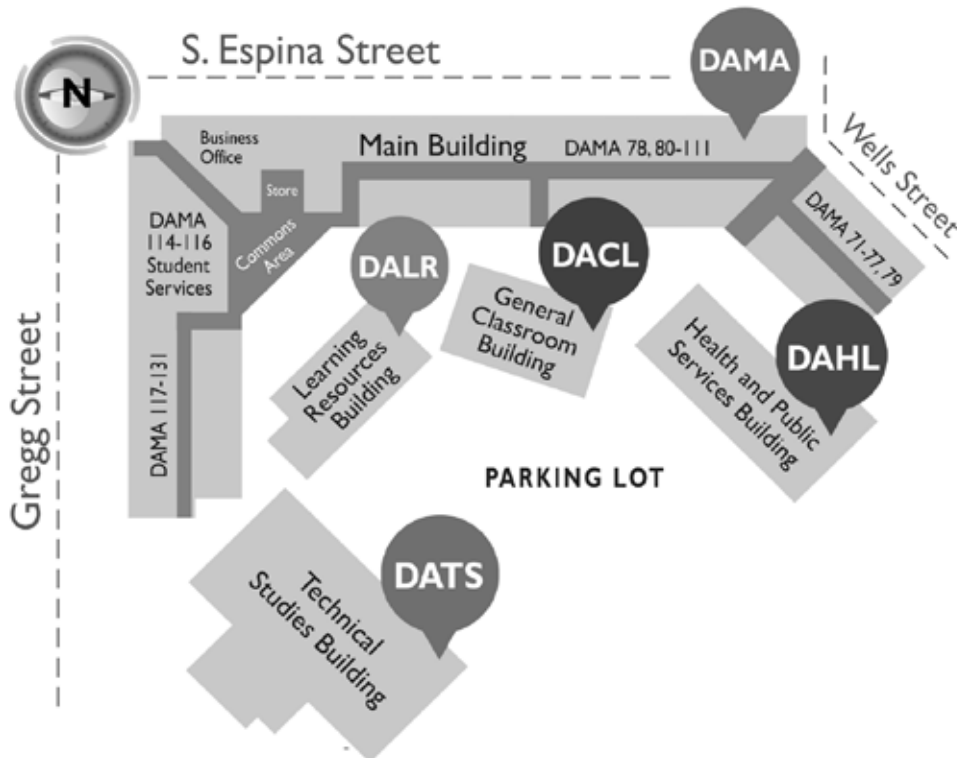 S. Espina Street
DAMA
N
Wells Street
Business
Office
Main Building
DAMA 78, 80-111
Store
DAMA
114-116
Student
Services
Commons
Area
DAMA 71-77, 79
DALR
DACL
General
Classroom
Building
Learning
Resources
Building
Health and Public
Services Building
DAHL
Gregg Street
DAMA 117-131
PARKING LOT
DATS
Technical
Studies Building